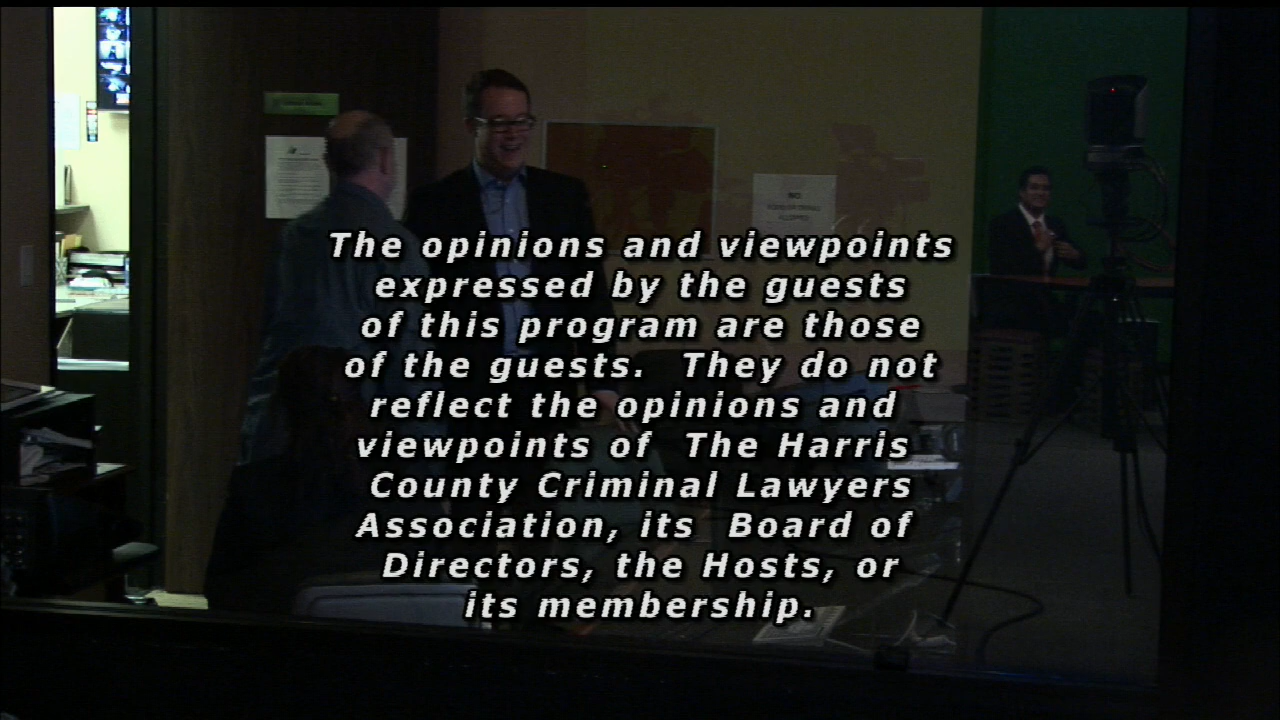 NO
ALLOWED
The opinions and viewpoints
expressed by the guests
of this program are those
of the guests. They do not
reflect the opinions and
viewpoints of The Harris
County Criminal Lawyers
Association, its Board of
Directors, the Hosts, or
its membership.